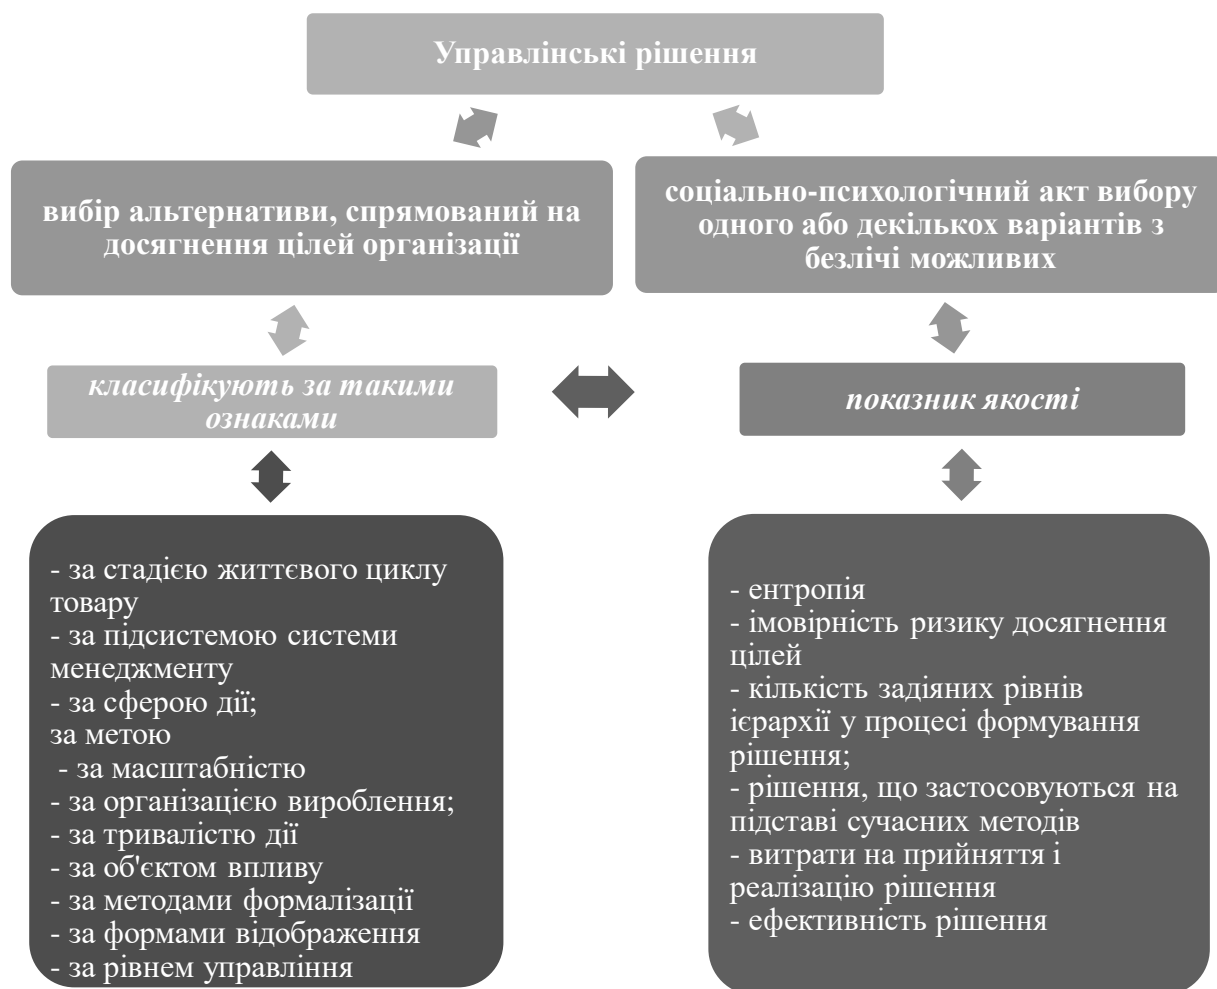 Управлінські рішення
вибір альтернативи, спрямований на
досягнення цілей організації
соціально-психологічний акт вибору
одного або декількох варіантів з
безлічі можливих
класифікують за такими
ознаками
показник якості
- за стадією життєвого циклу
товару
- за підсистемою системи
менеджменту
- за сферою дії;
за метою
- за масштабністю
- за організацією вироблення;
- за тривалістю дії
- за об'єктом впливу
- за методами формалізації
- за формами відображення
- за рівнем управління
- ентропія
- імовірність ризику досягнення
цілей
- кількість задіяних рівнів
ієрархії у процесі формування
рішення;
- рішення, що застосовуються на
підставі сучасних методів
- витрати на прийняття і
реалізацію рішення
- ефективність рішення